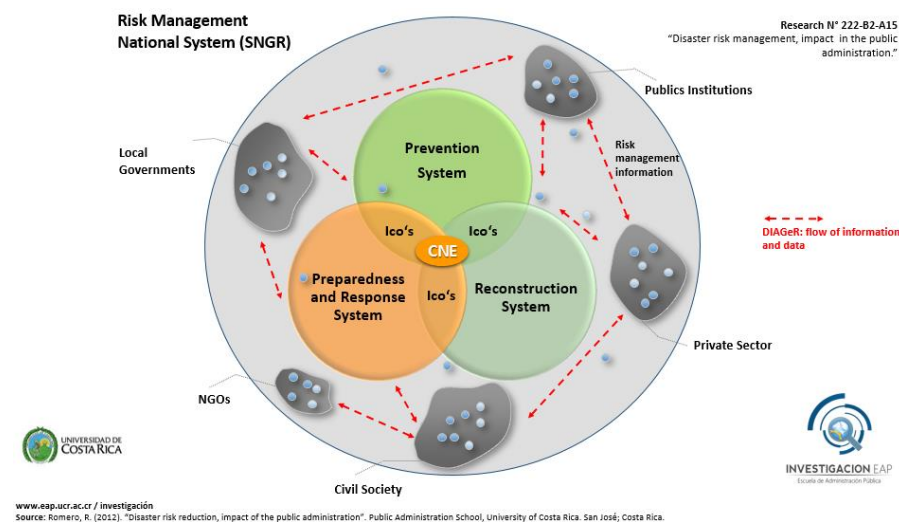 Risk Management
National System (SNGR)
Research N° 222-B2-A15
"Disaster risk management, impact in the public
administration."
Publics Institutions
Local
Governments
Prevention
System
Risk
management
information
Ico's
Ico's
CNE
DIAGeR: flow of information
and data
Preparedness
and Response
System
Ico's
Reconstruction
System
Private Sector
NGOs
Civil Society
UNIVERSIDAD DE
COSTA RICA
INVESTIGACION EAP
Escuela de Administración Pública
www.eap.ucr.ac.cr / investigación
Source: Romero, R. (2012). "Disaster risk reduction, impact of the public administration". Public Administration School, University of Costa Rica. San José; Costa Rica.